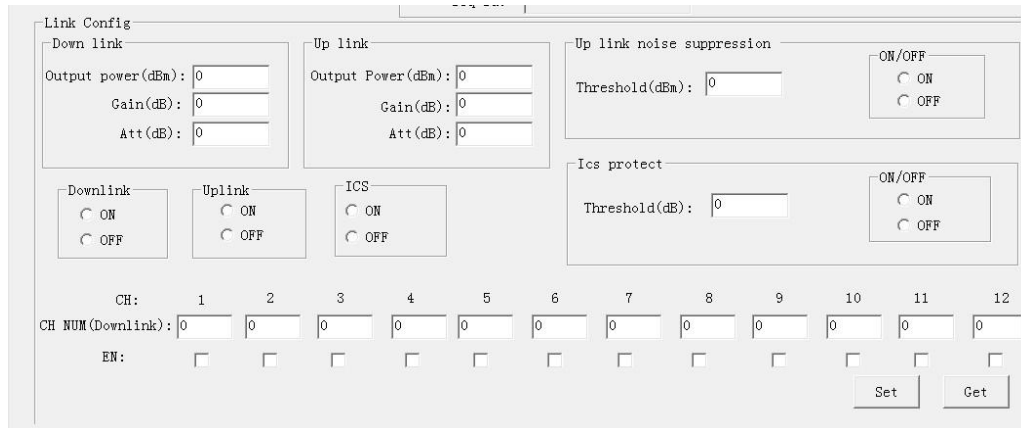 Link Config
Down link
Output power(dBm): 0
Gain(dB): 0
Att(dB): 0
Up link
Output Power(dBm): 0
Gain(dB): 0
Att(dB): 0
Up link noise suppression
Threshold(dBm): 0
ON/OFF
ON
OFF
Ics protect
Threshold(dB): 0
ON/OFF
ON
OFF
Downlink
ON
OFF
Uplink
ON
OFF
ICS
ON
OFF
CH: 1 2 3 4 5 6 7 8 9 10 11 12
CH NUM(Downlink): 0 0 0 0 0 0 0 0 0 0 0 0
EN:
Set Get